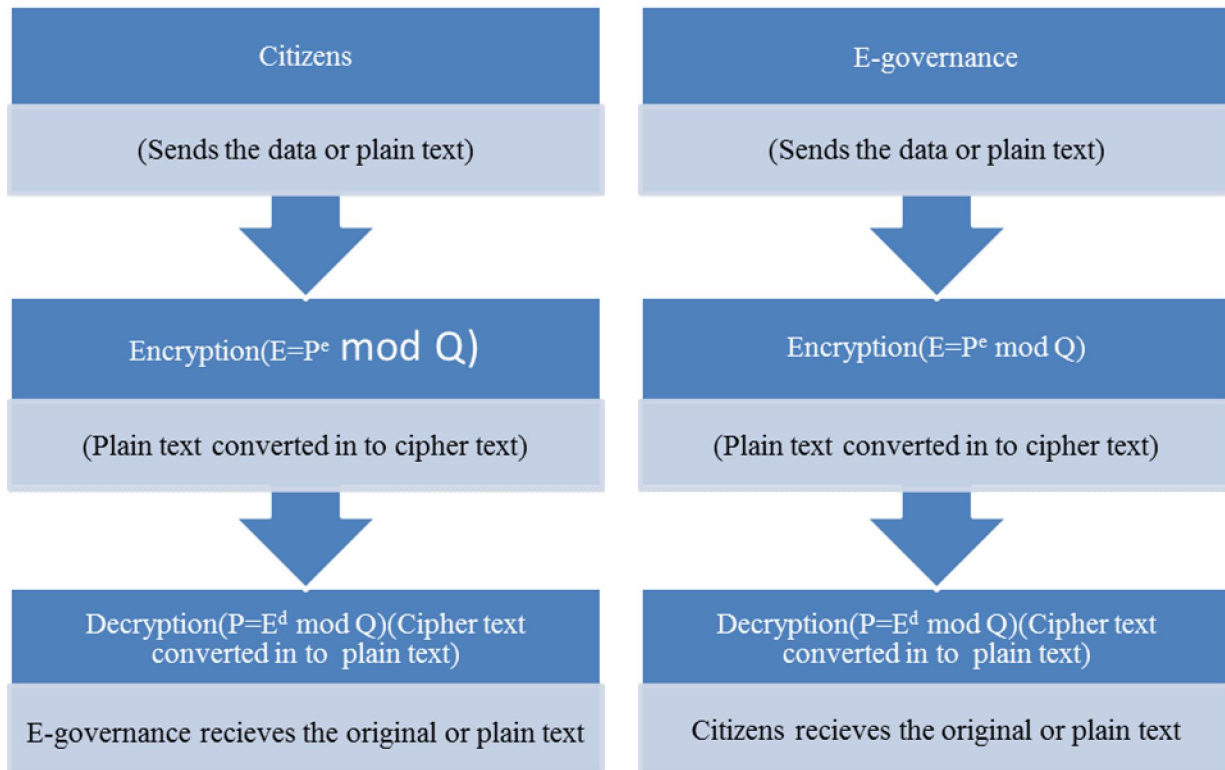 Citizens
(Sends the data or plain text)
Encryption(E=Pᵉ mod Q)
(Plain text converted in to cipher text)
Decryption(P=Eᵈ mod Q)(Cipher text
converted in to plain text)
E-governance recieves the original or plain text
E-governance
(Sends the data or plain text)
Encryption(E=Pᵉ mod Q)
(Plain text converted in to cipher text)
Decryption(P=Eᵈ mod Q)(Cipher text
converted in to plain text)
Citizens recieves the original or plain text